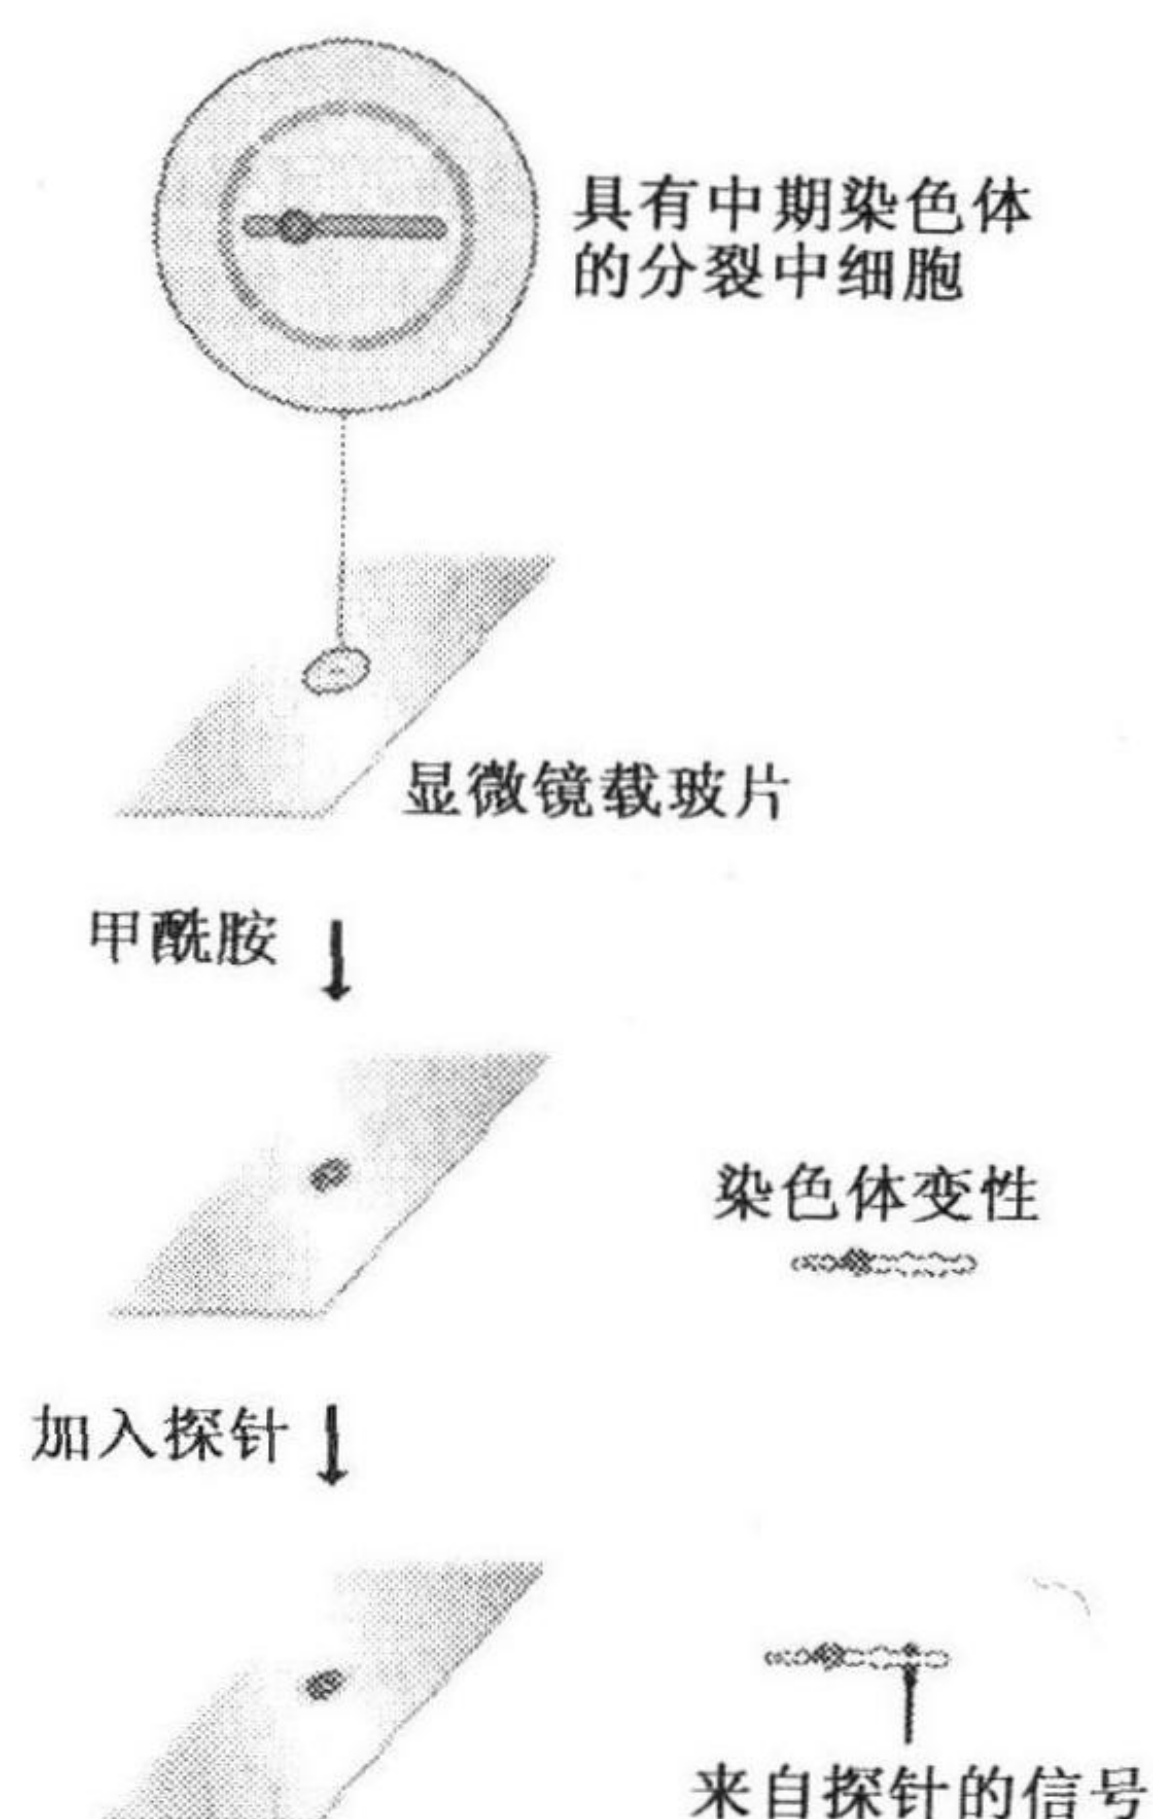 具有中期染色体
的分裂中细胞
显微镜载玻片
甲酰胺
染色体变性
加入探针
来自探针的信号